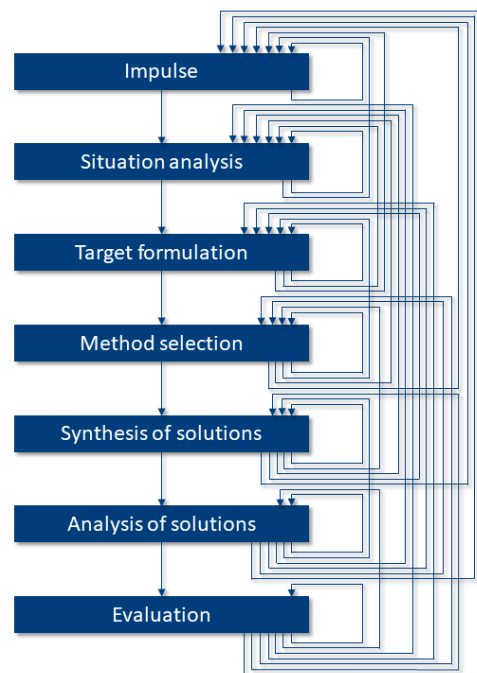 Impulse
Situation analysis
Target formulation
Method selection
Synthesis of solutions
Analysis of solutions
Evaluation